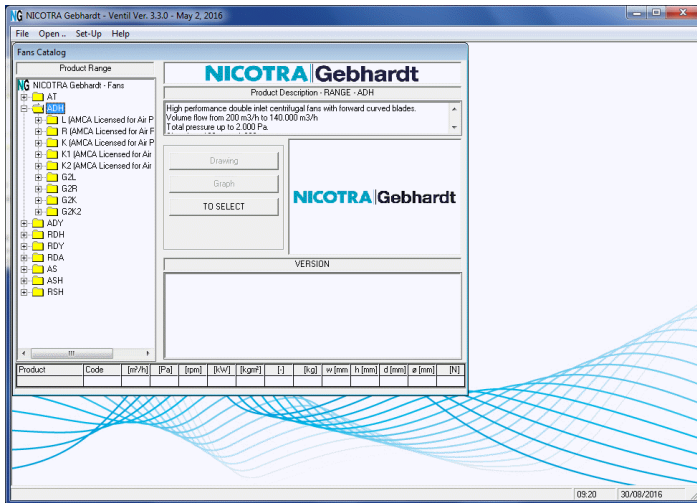 NG NICOTRA Gebhardt - Ventil Ver. 3.3.0 - May 2, 2016
File Open .. Set-Up Help
Fans Catalog
Product Range
NG NICOTRA Gebhardt - Fans
AT
ADH
L (AMCA Licensed for Air P
R (AMCA Licensed for Air F
K (AMCA Licensed for Air P
K1 (AMCA Licensed for Air
K2 (AMCA Licensed for Air
G2L
G2R
G2K
G2K2
ADY
RDH
RDY
RDA
AS
ASH
RSH
NICOTRA Gebhardt
Product Description - RANGE - ADH
High performance double inlet centrifugal fans with forward curved blades.
Volume flow from 200 m3/h to 140.000 m3/h
Total pressure up to 2.000 Pa.
Drawing
Graph
TO SELECT
NICOTRA Gebhardt
VERSION
Product Code [m³/h] [Pa] [rpm] [kW] [kgm²] [-] [kg] w [mm h [mm] d [mm] ø [mm] [N]
09:20 30/08/2016